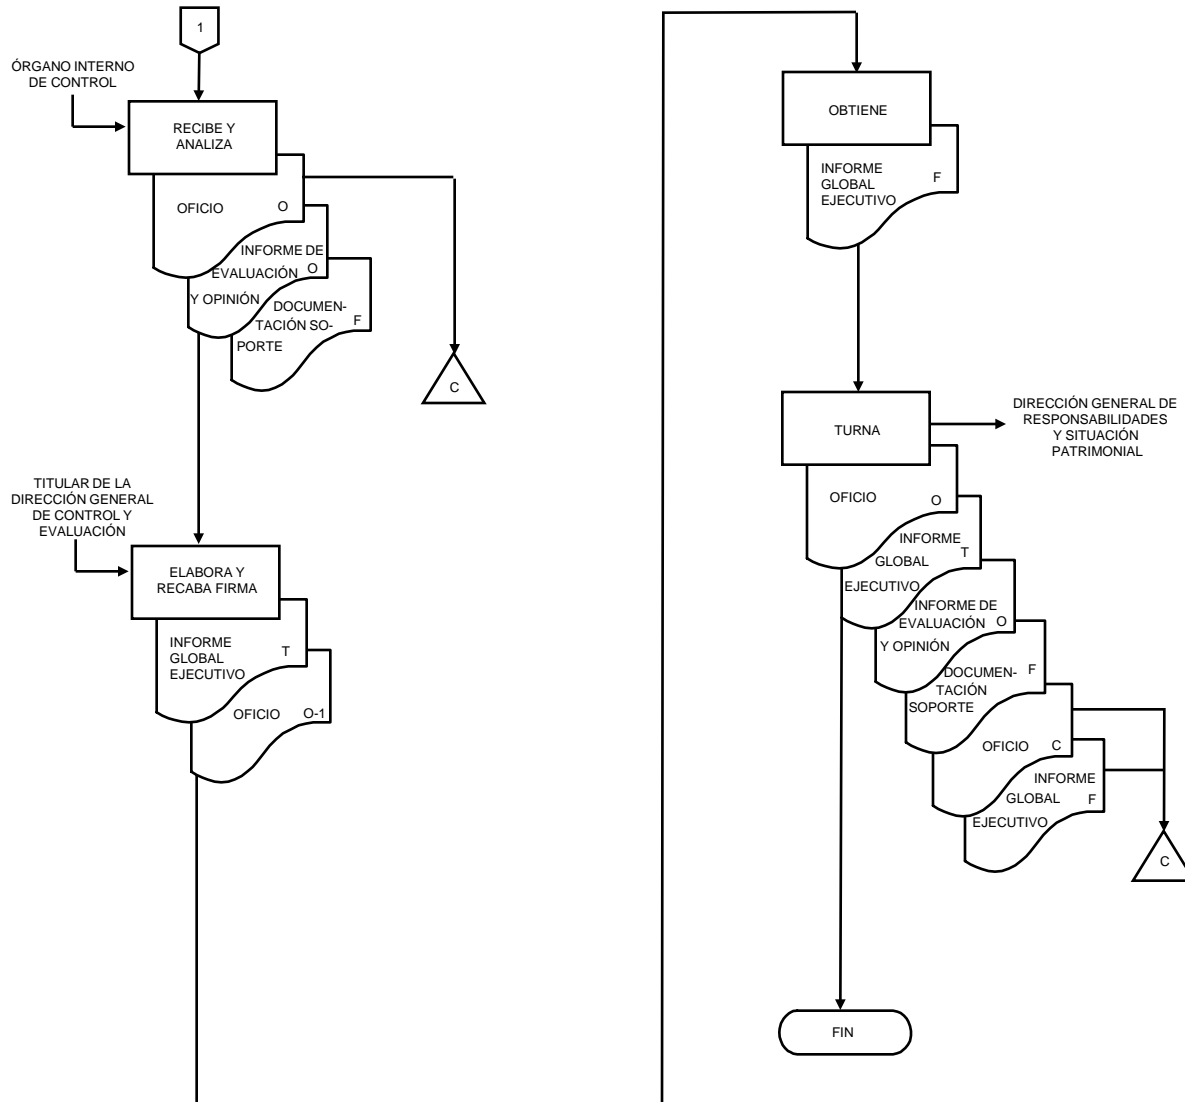 1
ÓRGANO INTERNO
DE CONTROL
RECIBE Y
ANALIZA
OFICIO
O
INFORME DE
EVALUACIÓN O
Y OPINIÓN
DOCUMEN-
TACIÓN SO-
F
PORTE
C
TITULAR DE LA
DIRECCIÓN GENERAL
DE CONTROL Y
EVALUACIÓN
ELABORA Y
RECABA FIRMA
INFORME
GLOBAL
EJECUTIVO
T
OFICIO O-1
OBTIENE
INFORME
GLOBAL
EJECUTIVO
F
TURNA
DIRECCIÓN GENERAL DE
RESPONSABILIDADES
Y SITUACIÓN
PATRIMONIAL
OFICIO
O
INFORME
GLOBAL T
EJECUTIVO
INFORME DE
EVALUACIÓN O
Y OPINIÓN
DOCUMEN-
TACIÓN
F
SOPORTE
OFICIO C
INFORME
GLOBAL F
EJECUTIVO
C
FIN